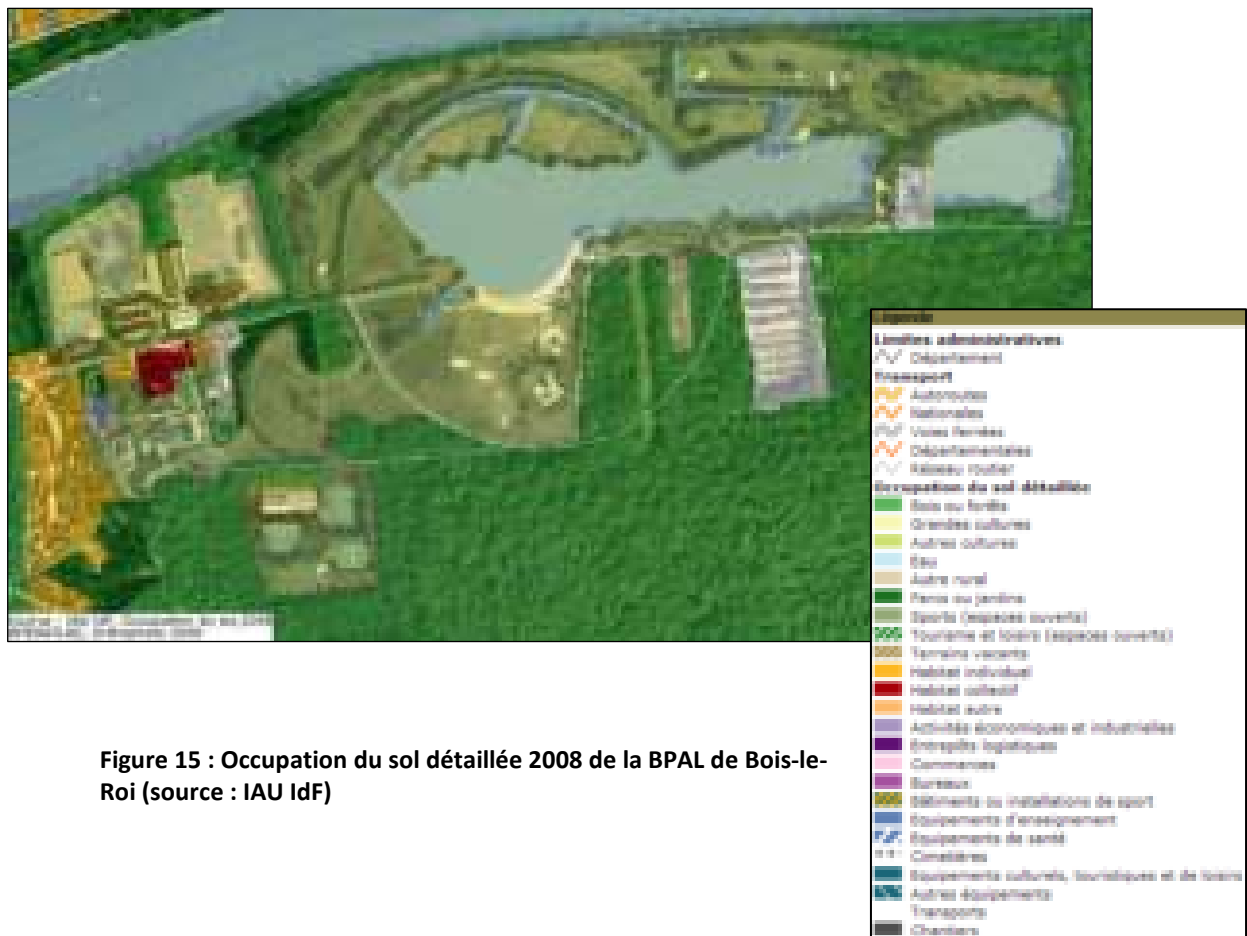 Légende
Limites administratives
Département
Transport
Autoroutes
Nationales
Voies ferrées
Départementales
Réseau routier
Occupation du sol détaillée
Bois ou forêts
Grandes cultures
Autres cultures
Eau
Autre rural
Parcs ou jardins
Sports (espaces ouverts)
Tourisme et loisirs (espaces ouverts)
Terrains vacants
Habitat individuel
Habitat collectif
Habitat autre
Activités économiques et industrielles
Entrepôts logistiques
Commerces
Bureaux
Bâtiments ou installations de sport
Equipements d'enseignement
Equipements de santé
Cimetières
Equipements culturels, touristiques et de loisirs
Autres équipements
Transports
Chantiers
Figure 15 : Occupation du sol détaillée 2008 de la BPAL de Bois-le-
Roi (source : IAU IdF)